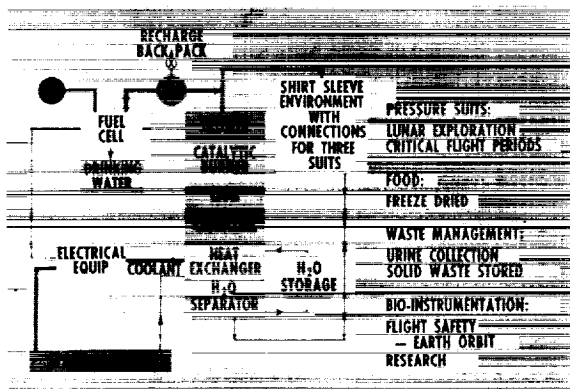 RECHARGE
BACK PACK
FUEL
CELL
DRINKING
WATER
CATALYTIC
BURNER
SHIRT SLEEVE
ENVIRONMENT
WITH
CONNECTIONS
FOR THREE
SUITS
ELECTRICAL
EQUIP
COOLANT
HEAT
EXCHANGER
H₂O
SEPARATOR
H₂O
STORAGE
PRESSURE SUITS:
LUNAR EXPLORATION
CRITICAL FLIGHT PERIODS
FOOD:
FREEZE DRIED
WASTE MANAGEMENT:
URINE COLLECTION
SOLID WASTE STORED
BIO-INSTRUMENTATION:
FLIGHT SAFETY
— EARTH ORBIT
RESEARCH